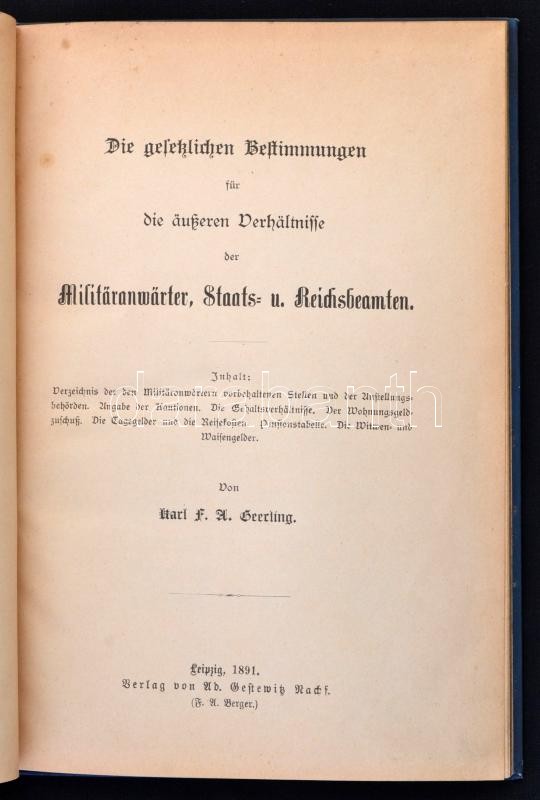 Die gesetzlichen Bestimmungen
für
die äußeren Verhältnisse
der
Militäranwärter, Staats- u. Reichsbeamten.
Inhalt:
Verzeichnis der den Militäranwärtern vorbehaltenen Stellen und der Anstellungs-
behörden. Angabe der Kautionen. Die Gehaltsverhältnisse. Der Wohnungsgeld-
zuschuß. Die Tagegelder und die Reisekosten. Pensionstabelle. Die Witwen- und
Waisengelder.
Von
Karl F. A. Geerling.
Leipzig, 1891.
Verlag von Ad. Gestewitz Nachf.
(F. A. Berger.)